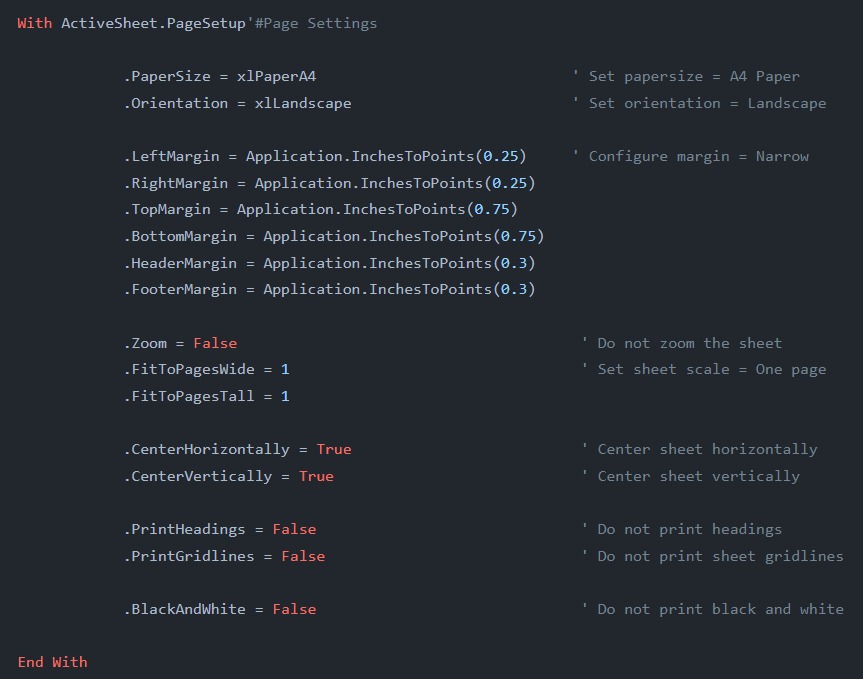 With ActiveSheet.PageSetup'#Page Settings
.PaperSize = xlPaperA4 ' Set papersize = A4 Paper
.Orientation = xlLandscape ' Set orientation = Landscape
.LeftMargin = Application.InchesToPoints(0.25) ' Configure margin = Narrow
.RightMargin = Application.InchesToPoints(0.25)
.TopMargin = Application.InchesToPoints(0.75)
.BottomMargin = Application.InchesToPoints(0.75)
.HeaderMargin = Application.InchesToPoints(0.3)
.FooterMargin = Application.InchesToPoints(0.3)
.Zoom = False ' Do not zoom the sheet
.FitToPagesWide = 1 ' Set sheet scale = One page
.FitToPagesTall = 1
.CenterHorizontally = True ' Center sheet horizontally
.CenterVertically = True ' Center sheet vertically
.PrintHeadings = False ' Do not print headings
.PrintGridlines = False ' Do not print sheet gridlines
.BlackAndWhite = False ' Do not print black and white
End With